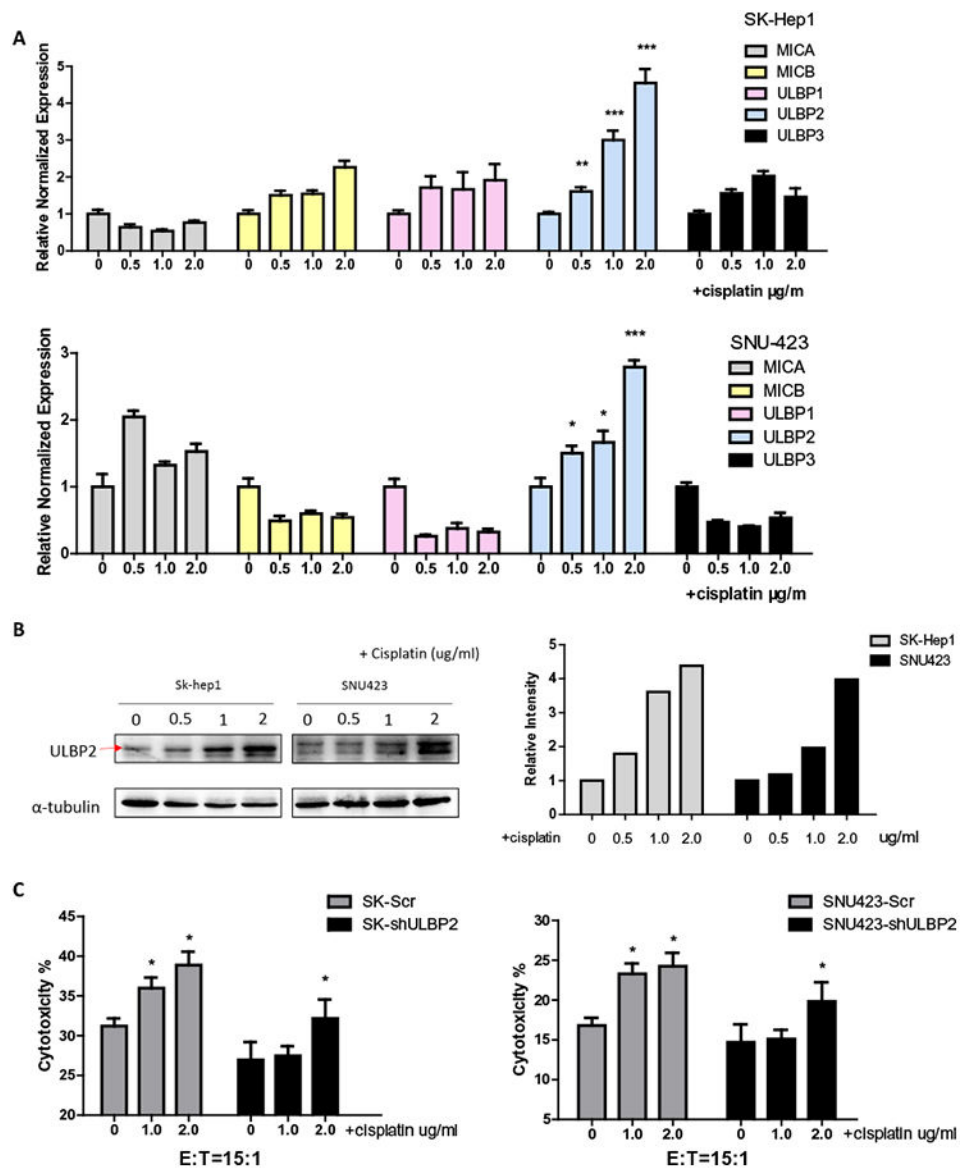 A
SK-Hep1
MICA
MICB
ULBP1
ULBP2
ULBP3
Relative Normalized Expression
5
4
3
2
1
0
** *** ***
0 0.5 1.0 2.0 0 0.5 1.0 2.0 0 0.5 1.0 2.0 0 0.5 1.0 2.0 0 0.5 1.0 2.0
+cisplatin µg/m
SNU-423
MICA
MICB
ULBP1
ULBP2
ULBP3
Relative Normalized Expression
3
2
1
0
* * ***
0 0.5 1.0 2.0 0 0.5 1.0 2.0 0 0.5 1.0 2.0 0 0.5 1.0 2.0 0 0.5 1.0 2.0
+cisplatin µg/m
B
+ Cisplatin (ug/ml)
Sk-hep1 SNU423
0 0.5 1 2 0 0.5 1 2
ULBP2
α-tubulin
SK-Hep1
SNU423
Relative Intensity
5
4
3
2
1
0
+cisplatin 0 0.5 1.0 2.0 0 0.5 1.0 2.0 ug/ml
C
SK-Scr
SK-shULBP2
Cytotoxicity %
45
40
35
30
25
20
* * *
0 1.0 2.0 0 1.0 2.0 +cisplatin ug/ml
E:T=15:1
SNU423-Scr
SNU423-shULBP2
Cytotoxicity %
30
25
20
15
10
5
* * *
0 1.0 2.0 0 1.0 2.0 +cisplatin ug/ml
E:T=15:1